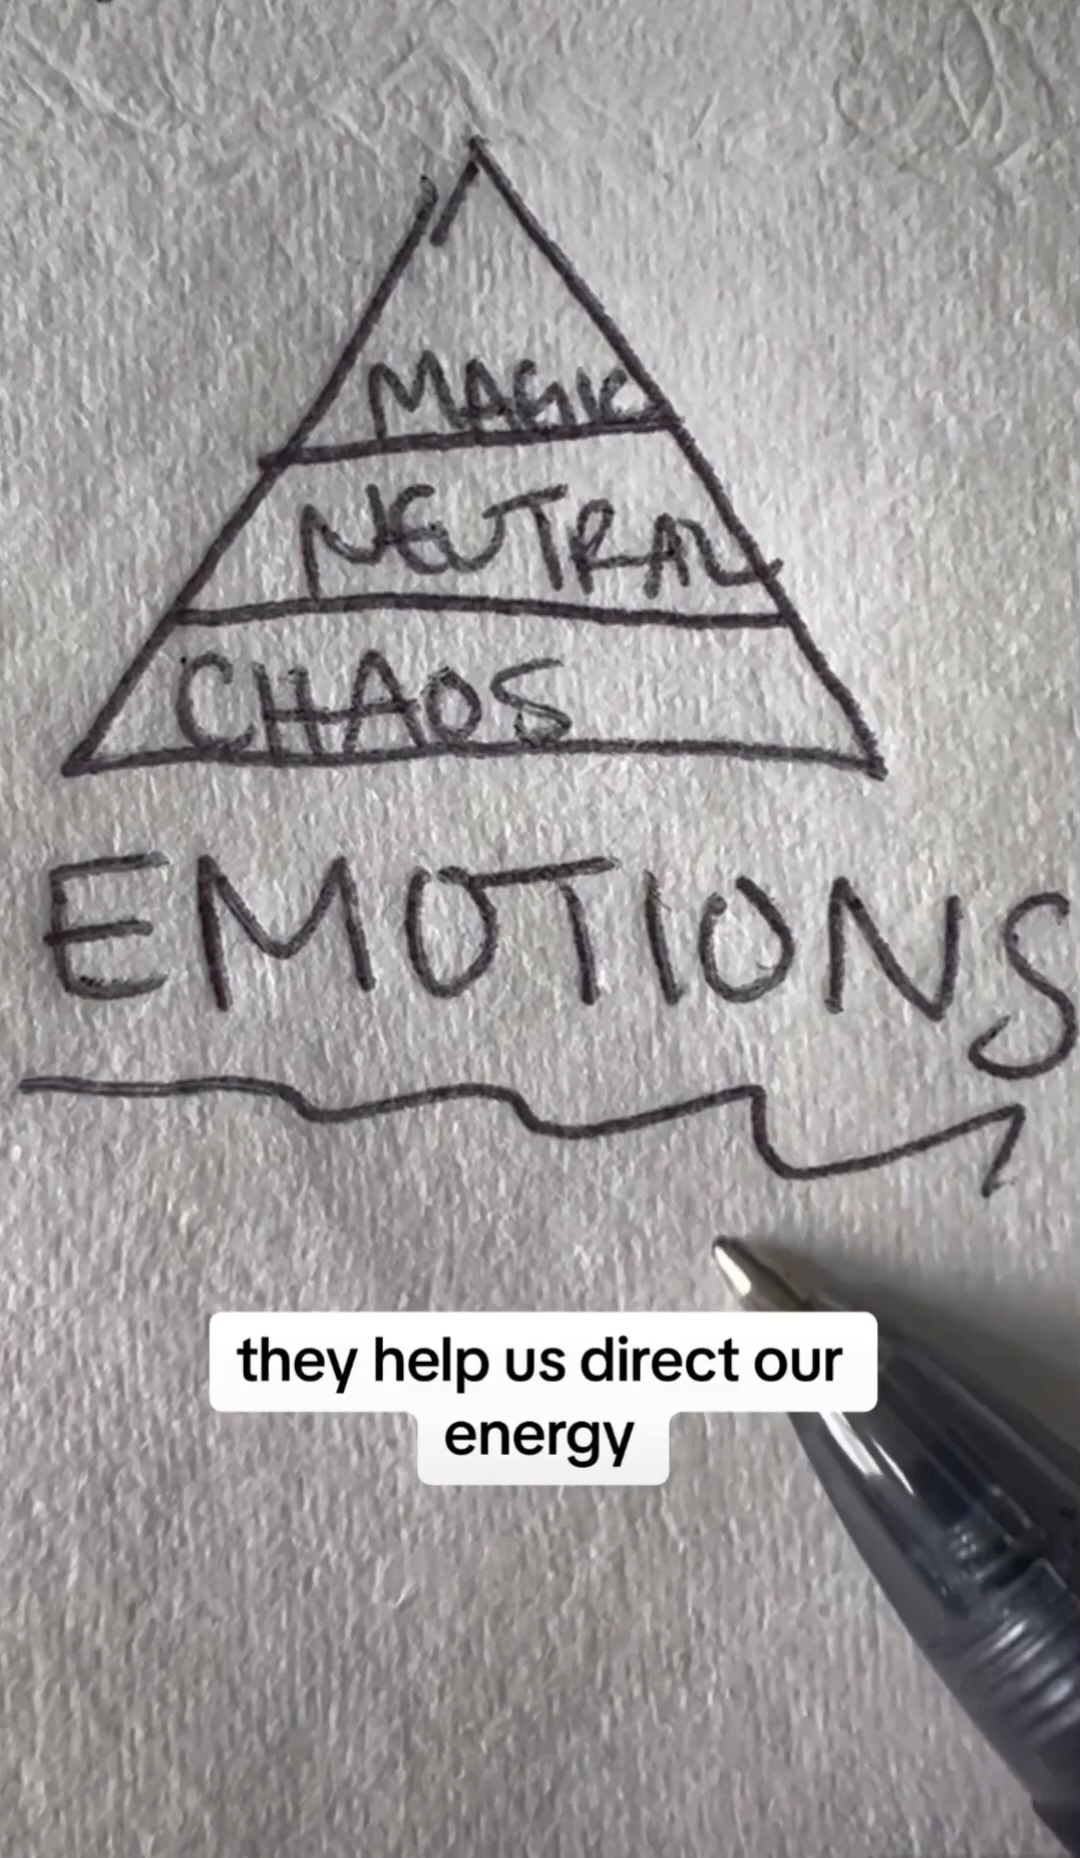 MAGIC
NEUTRAL
CHAOS
EMOTIONS
they help us direct our
energy